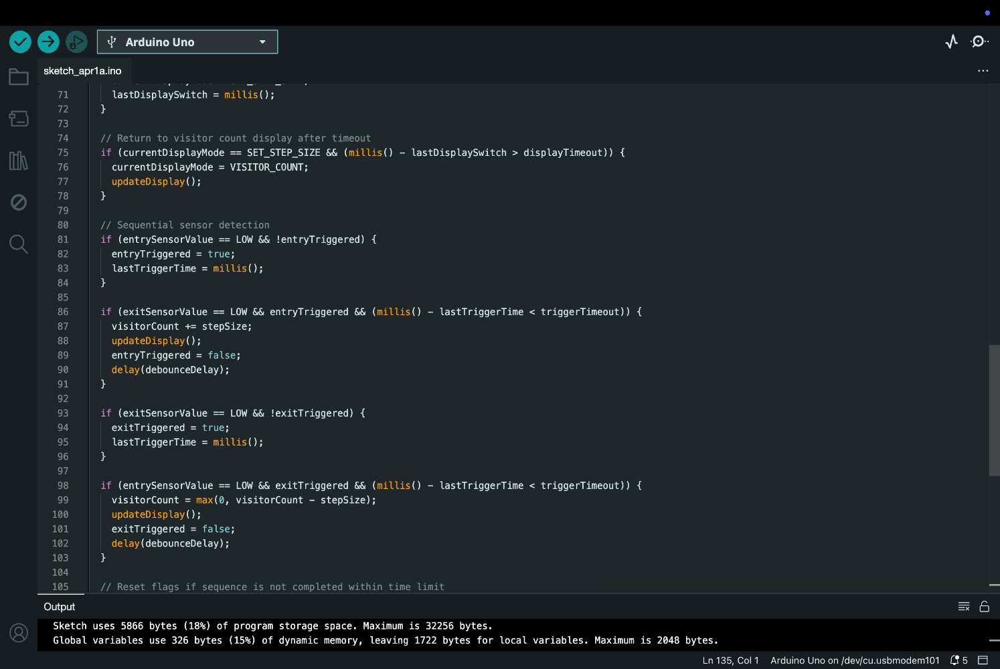 Arduino Uno
sketch_apr1a.ino
71 lastDisplaySwitch = millis();
72 }
73
74 // Return to visitor count display after timeout
75 if (currentDisplayMode == SET_STEP_SIZE && (millis() - lastDisplaySwitch > displayTimeout)) {
76 currentDisplayMode = VISITOR_COUNT;
77 updateDisplay();
78 }
79
80 // Sequential sensor detection
81 if (entrySensorValue == LOW && !entryTriggered) {
82 entryTriggered = true;
83 lastTriggerTime = millis();
84 }
85
86 if (exitSensorValue == LOW && entryTriggered && (millis() - lastTriggerTime < triggerTimeout)) {
87 visitorCount += stepSize;
88 updateDisplay();
89 entryTriggered = false;
90 delay(debounceDelay);
91 }
92
93 if (exitSensorValue == LOW && !exitTriggered) {
94 exitTriggered = true;
95 lastTriggerTime = millis();
96 }
97
98 if (entrySensorValue == LOW && exitTriggered && (millis() - lastTriggerTime < triggerTimeout)) {
99 visitorCount = max(0, visitorCount - stepSize);
100 updateDisplay();
101 exitTriggered = false;
102 delay(debounceDelay);
103 }
104
105 // Reset flags if sequence is not completed within time limit
Output
Sketch uses 5866 bytes (18%) of program storage space. Maximum is 32256 bytes.
Global variables use 326 bytes (15%) of dynamic memory, leaving 1722 bytes for local variables. Maximum is 2048 bytes.
Ln 135, Col 1 Arduino Uno on /dev/cu.usbmodem101 5